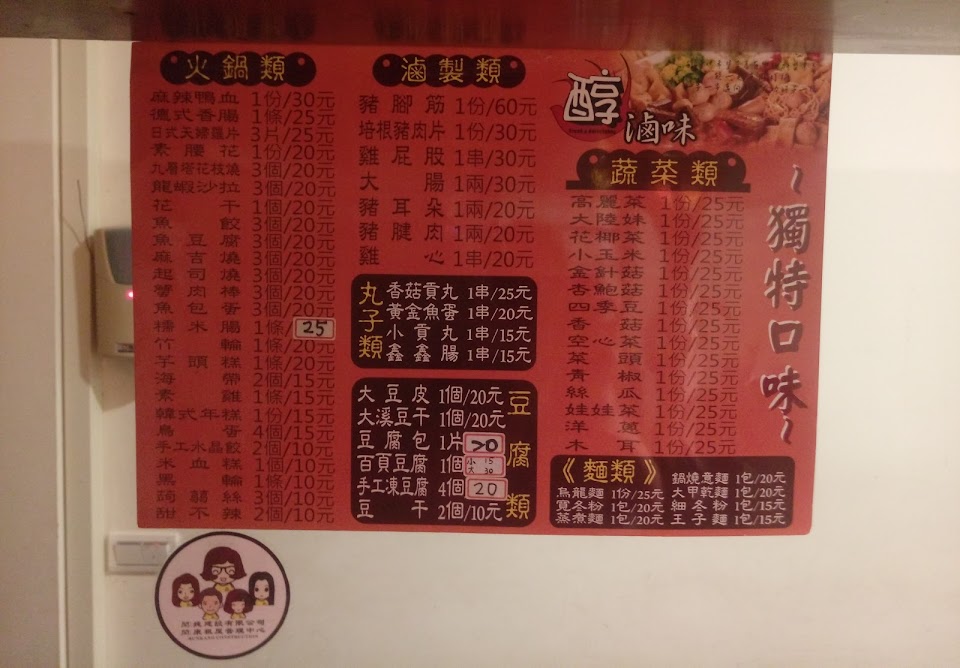 火鍋類
麻辣鴨血 1份/30元
德式香腸 1條/25元
日式天婦羅片 3片/25元
素腰花 1份/20元
九層塔花枝燒 3個/20元
龍蝦沙拉 3個/20元
花干 1個/20元
魚餃 3個/20元
魚豆腐 3個/20元
麻吉燒 3個/20元
起司燒 3個/20元
蟹肉棒 3個/20元
魚包蛋 3個/20元
糯米腸 1條 25
竹輪 1條/20元
芋頭糕 1條/20元
海帶 2個/15元
素雞 1條/15元
韓式年糕 1份/15元
鳥蛋 4個/15元
手工水晶餃 2個/10元
米血糕 1個/10元
黑輪 1條/10元
蒟蒻絲 3個/10元
甜不辣 2個/10元
滷製類
豬腳筋 1份/60元
培根豬肉片 1份/30元
雞屁股 1串/30元
大腸 1兩/30元
豬耳朵 1兩/20元
豬腱肉 1兩/20元
雞心 1串/20元
丸子類
香菇貢丸 1串/25元
黃金魚蛋 1串/20元
小貢丸 1串/15元
鑫鑫腸 1串/15元
豆腐類
大豆皮 1個/20元
大溪豆干 1個/20元
豆腐包 1片 20
百頁豆腐 1個 小 15 大 30
手工凍豆腐 4個 20
豆干 2個/10元
醇
滷味
蔬菜類
高麗菜 1份/25元
大陸妹 1份/25元
花椰菜 1份/25元
小玉米 1份/25元
金針菇 1份/25元
杏鮑菇 1份/25元
四季豆 1份/25元
香菇 1份/25元
空心菜 1份/25元
菜頭 1份/25元
青椒 1份/25元
絲瓜 1份/25元
娃娃菜 1份/25元
洋蔥 1份/25元
木耳 1份/25元
《麵類》
烏龍麵 1份/25元
寬冬粉 1包/20元
蒸煮麵 1包/20元
鍋燒意麵 1包/20元
大甲乾麵 1包/20元
細冬粉 1包/15元
王子麵 1包/15元
~獨特口味~